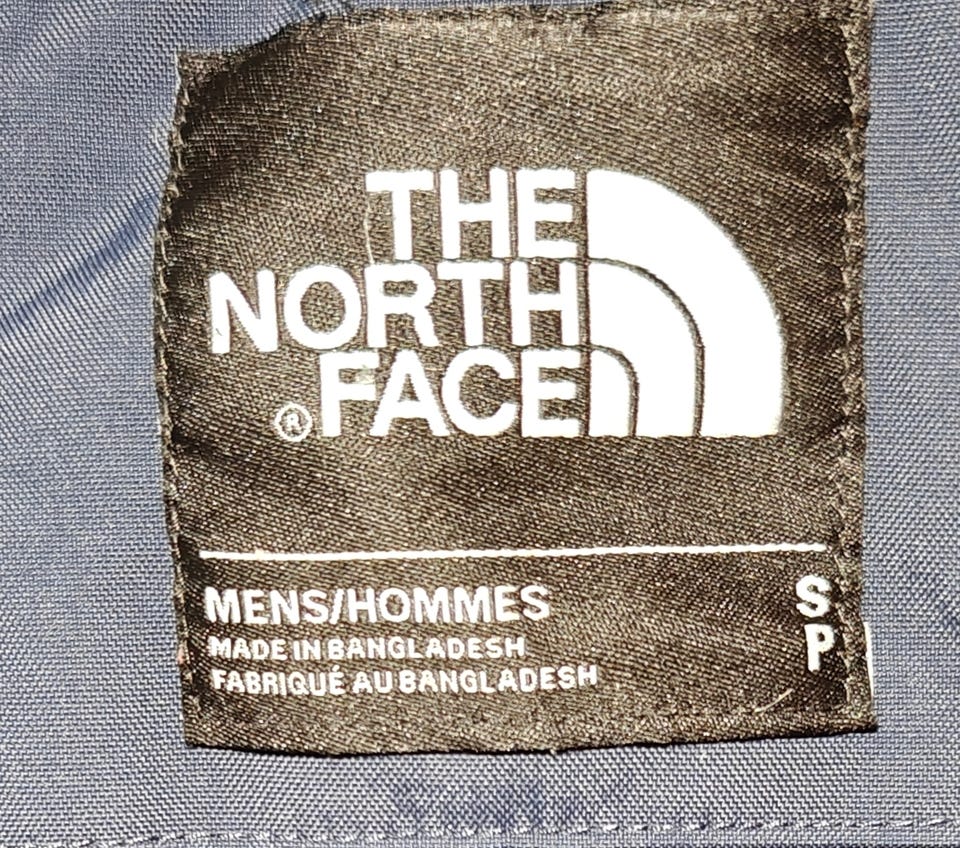 THE
NORTH
FACE
®
MENS/HOMMES S
MADE IN BANGLADESH P
FABRIQUÉ AU BANGLADESH